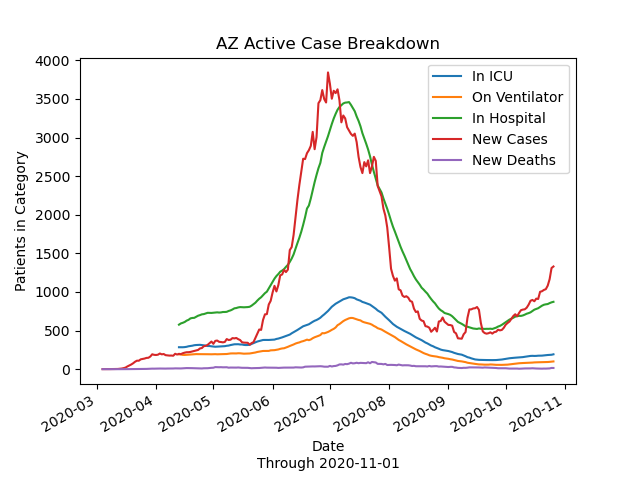 AZ Active Case Breakdown
4000
3500
3000
2500
2000
1500
1000
500
0
Patients in Category
In ICU
On Ventilator
In Hospital
New Cases
New Deaths
2020-03
2020-04
2020-05
2020-06
2020-07
2020-08
2020-09
2020-10
2020-11
Date
Through 2020-11-01